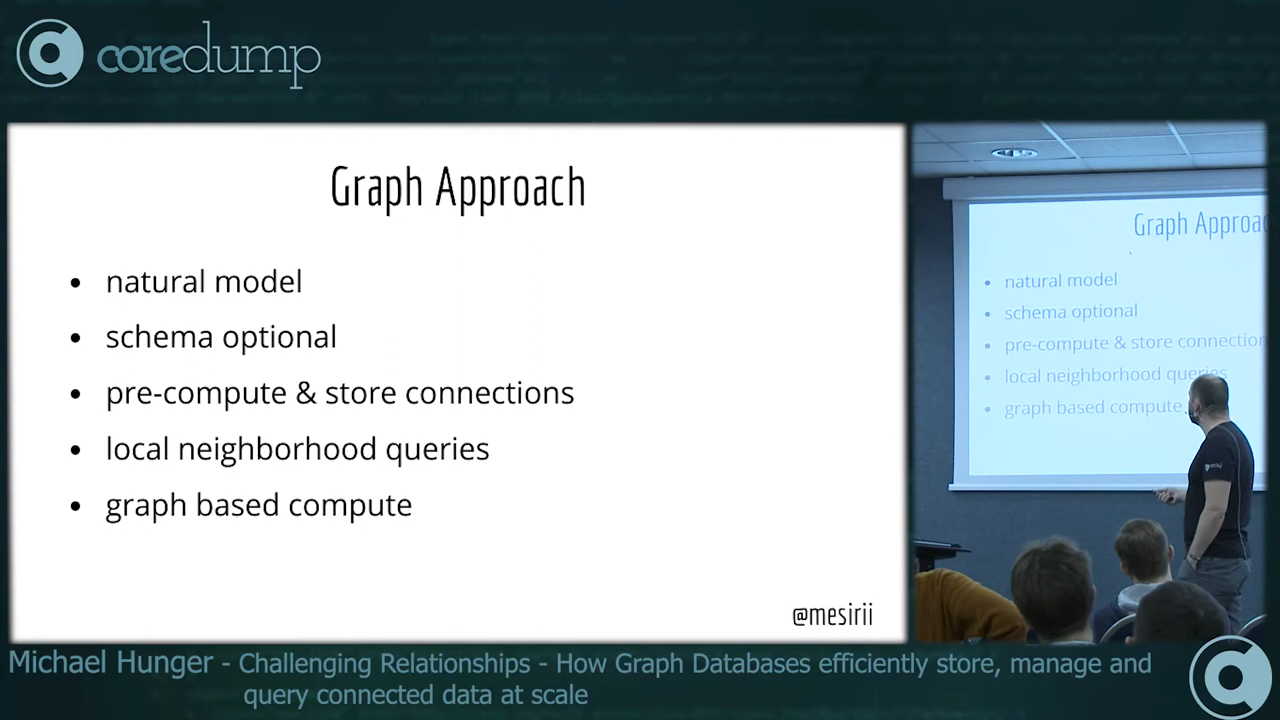 coredump
Graph Approach
• natural model
• schema optional
• pre-compute & store connections
• local neighborhood queries
• graph based compute
@mesirii
Graph Approac
• natural model
• schema optional
• pre-compute & store connection
• local neighborhood queries
• graph based compute
Michael Hunger - Challenging Relationships - How Graph Databases efficiently store, manage and
query connected data at scale